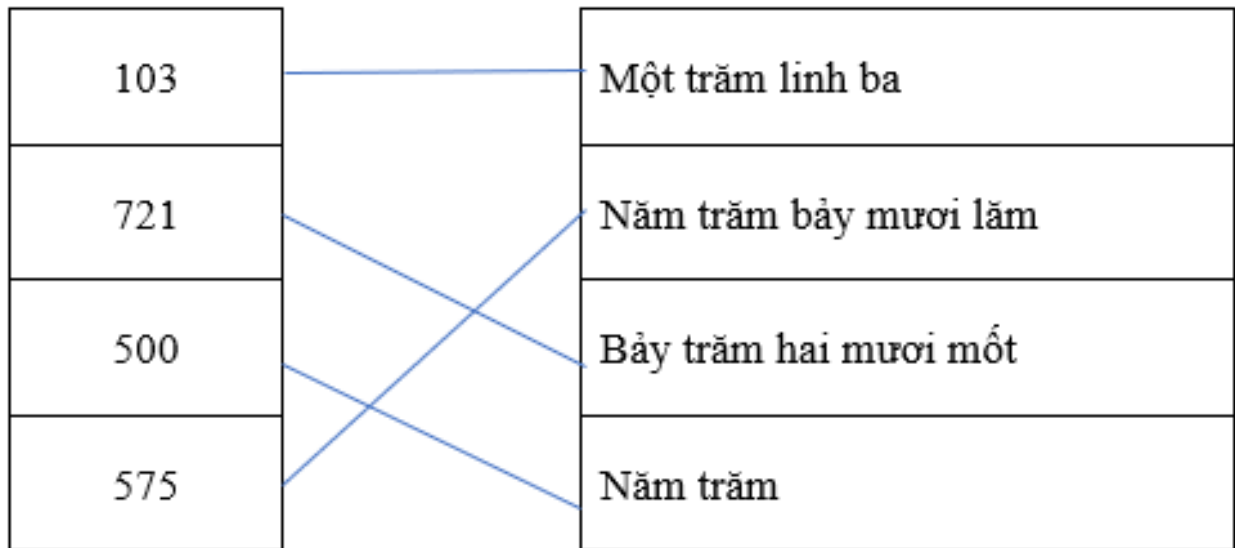 103
Một trăm linh ba
721
Năm trăm bảy mươi lăm
500
Bảy trăm hai mươi mốt
575
Năm trăm